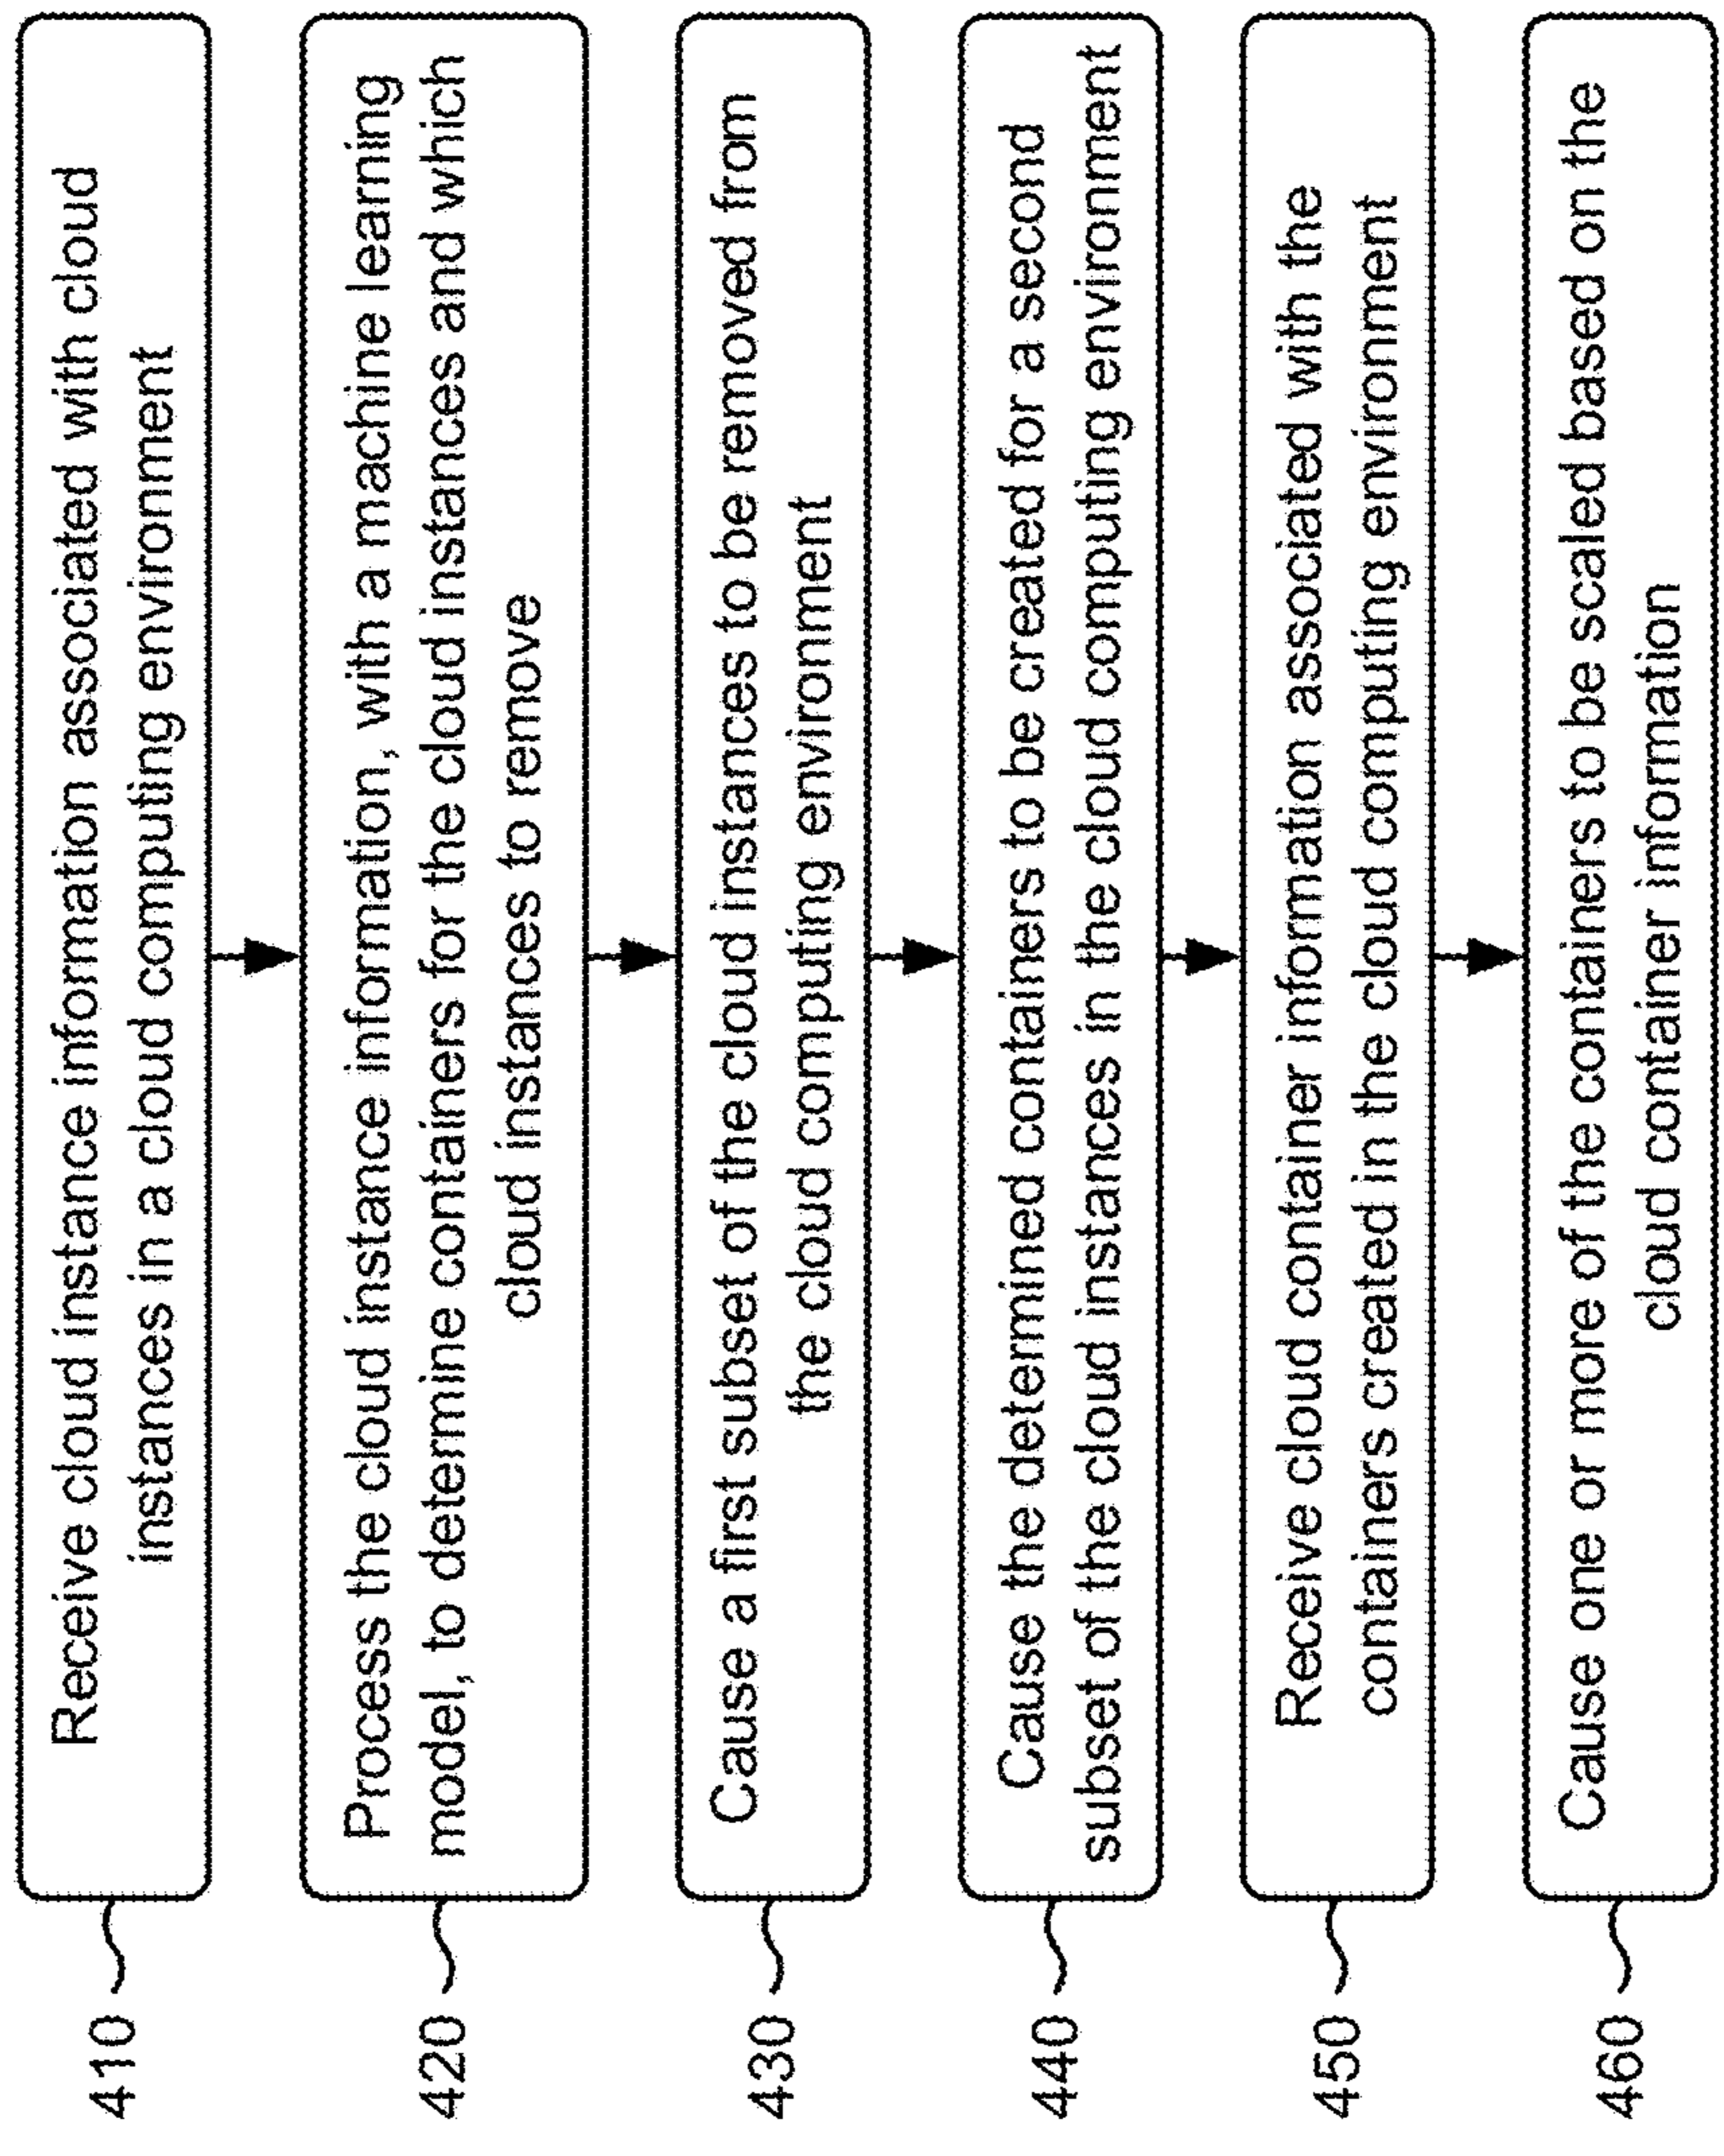 410
Receive cloud instance information associated with cloud
instances in a cloud computing environment
420
Process the cloud instance information, with a machine learning
model, to determine containers for the cloud instances and which
cloud instances to remove
430
Cause a first subset of the cloud instances to be removed from
the cloud computing environment
440
Cause the determined containers to be created for a second
subset of the cloud instances in the cloud computing environment
450
Receive cloud container information associated with the
containers created in the cloud computing environment
460
Cause one or more of the containers to be scaled based on the
cloud container information